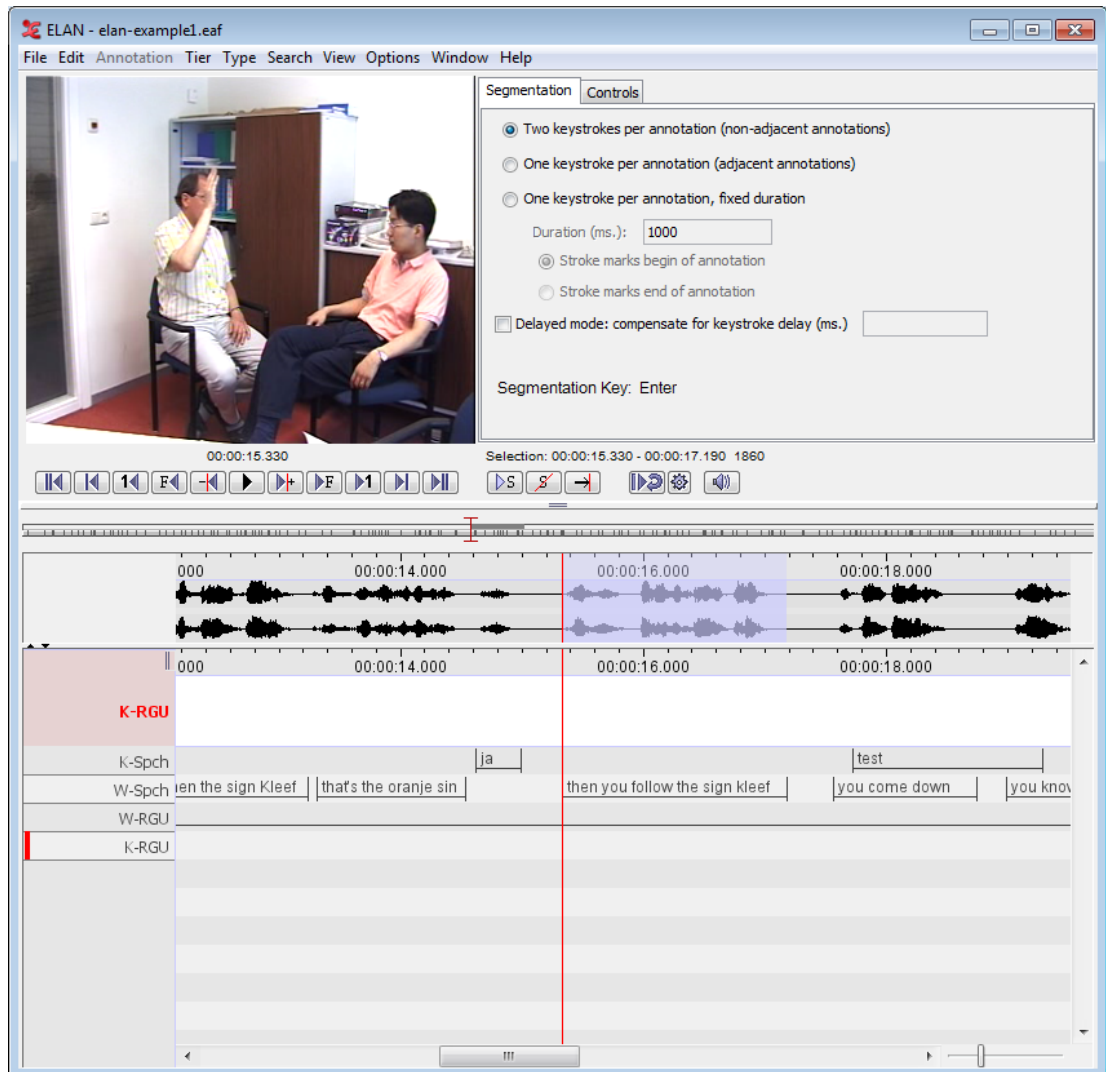 ELAN - elan-example1.eaf
File Edit Annotation Tier Type Search View Options Window Help
Segmentation Controls
Two keystrokes per annotation (non-adjacent annotations)
One keystroke per annotation (adjacent annotations)
One keystroke per annotation, fixed duration
Duration (ms.): 1000
Stroke marks begin of annotation
Stroke marks end of annotation
Delayed mode: compensate for keystroke delay (ms.)
Segmentation Key: Enter
00:00:15.330
Selection: 00:00:15.330 - 00:00:17.190 1860
1 F + F 1 S S
000 00:00:14.000 00:00:16.000 00:00:18.000
000 00:00:14.000 00:00:16.000 00:00:18.000
K-RGU
K-Spch ja test
W-Spch en the sign Kleef that's the oranje sin then you follow the sign kleef you come down you knov
W-RGU
K-RGU